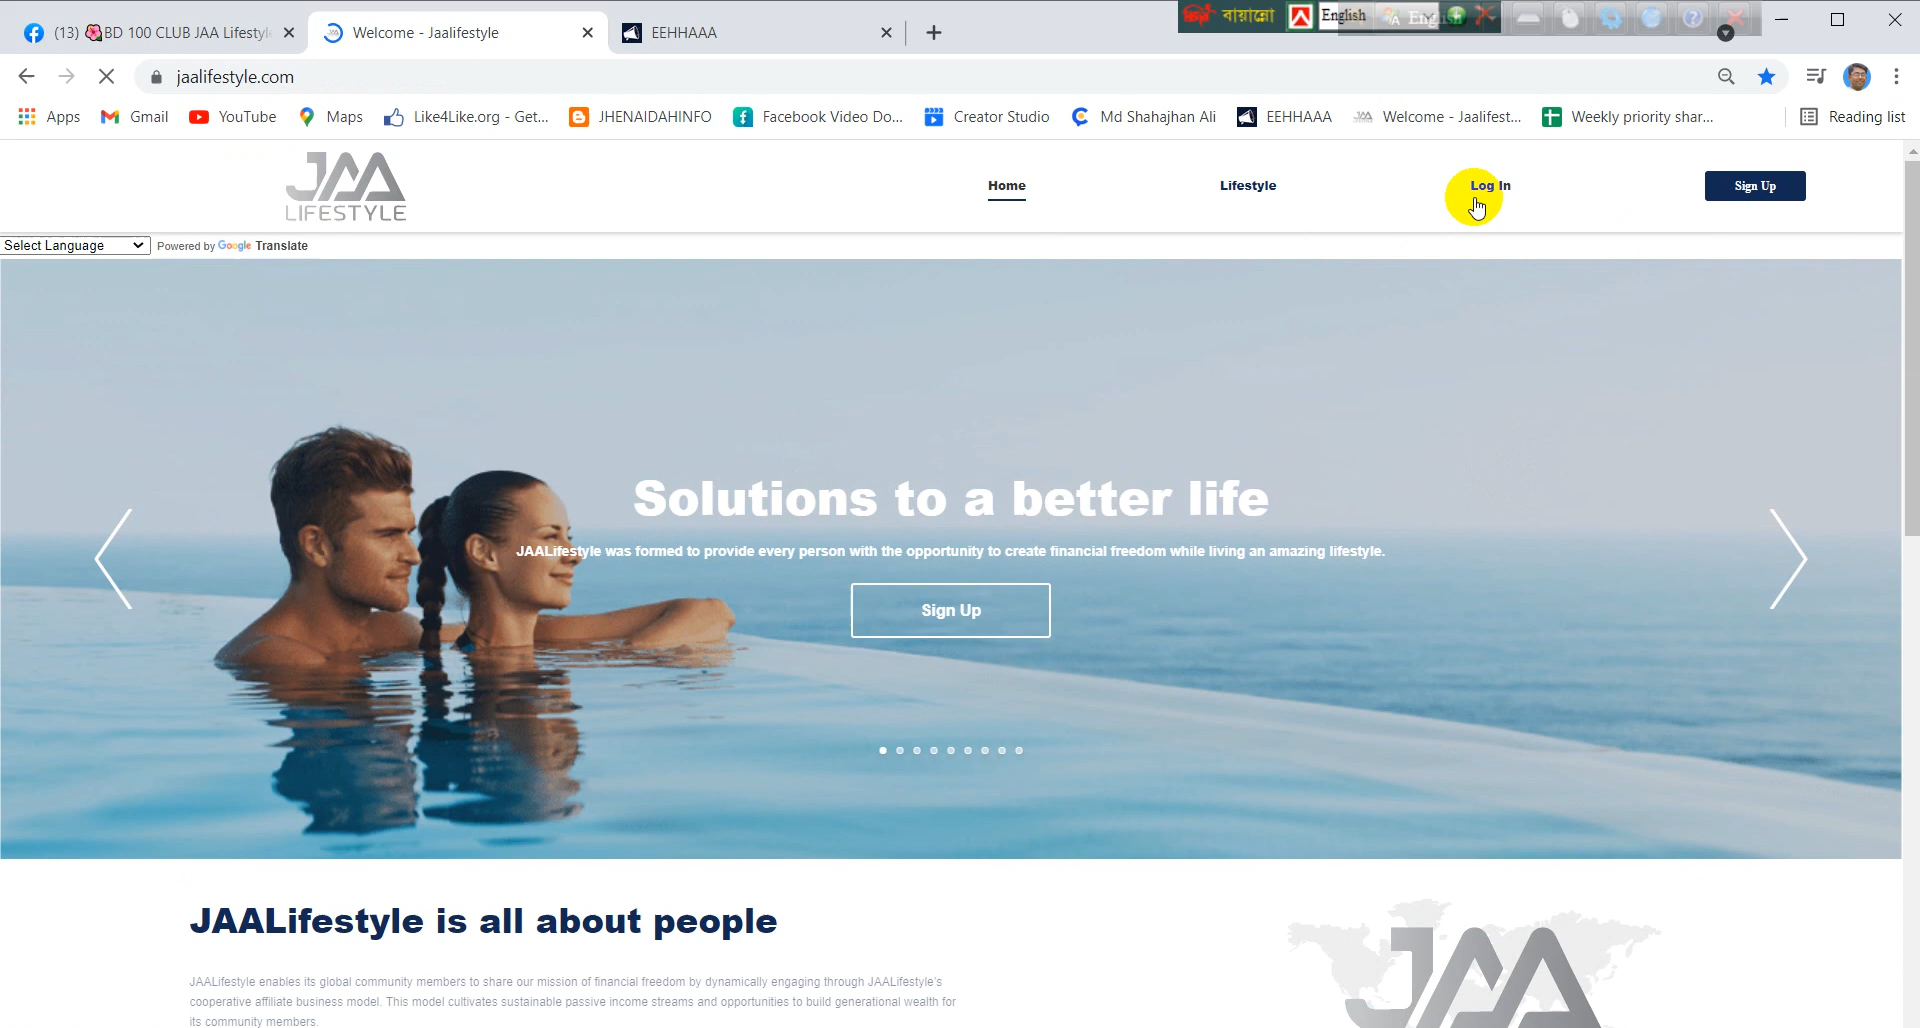 (13) 🌺BD 100 CLUB JAA Lifestyle
Welcome - Jaalifestyle
EEHHAAA
বায়ান্নো
English
English
jaalifestyle.com
Apps
Gmail
YouTube
Maps
Like4Like.org - Get...
JHENAIDAHINFO
Facebook Video Do...
Creator Studio
Md Shahajhan Ali
EEHHAAA
Welcome - Jaalifest...
Weekly priority shar...
Reading list
JAA
LIFESTYLE
Home
Lifestyle
Log In
Sign Up
Select Language
Powered by Google Translate
Solutions to a better life
JAALifestyle was formed to provide every person with the opportunity to create financial freedom while living an amazing lifestyle.
Sign Up
JAALifestyle is all about people
JAALifestyle enables its global community members to share our mission of financial freedom by dynamically engaging through JAALifestyle's
cooperative affiliate business model. This model cultivates sustainable passive income streams and opportunities to build generational wealth for
its community members.
JAA